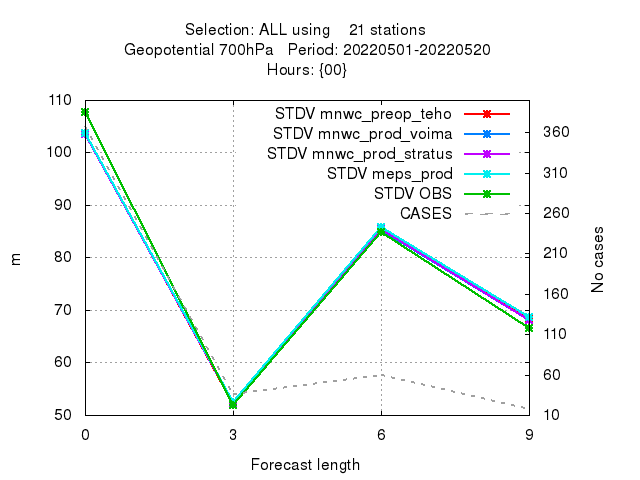 Selection: ALL using    21 stations
Geopotential 700hPa   Period: 20220501-20220520
Hours: {00}
STDV mnwc_preop_teho
STDV mnwc_prod_voima
STDV mnwc_prod_stratus
STDV meps_prod
STDV OBS
CASES
110
100
90
80
70
60
50
m
360
310
260
210
160
110
60
10
No cases
0 3 6 9
Forecast length